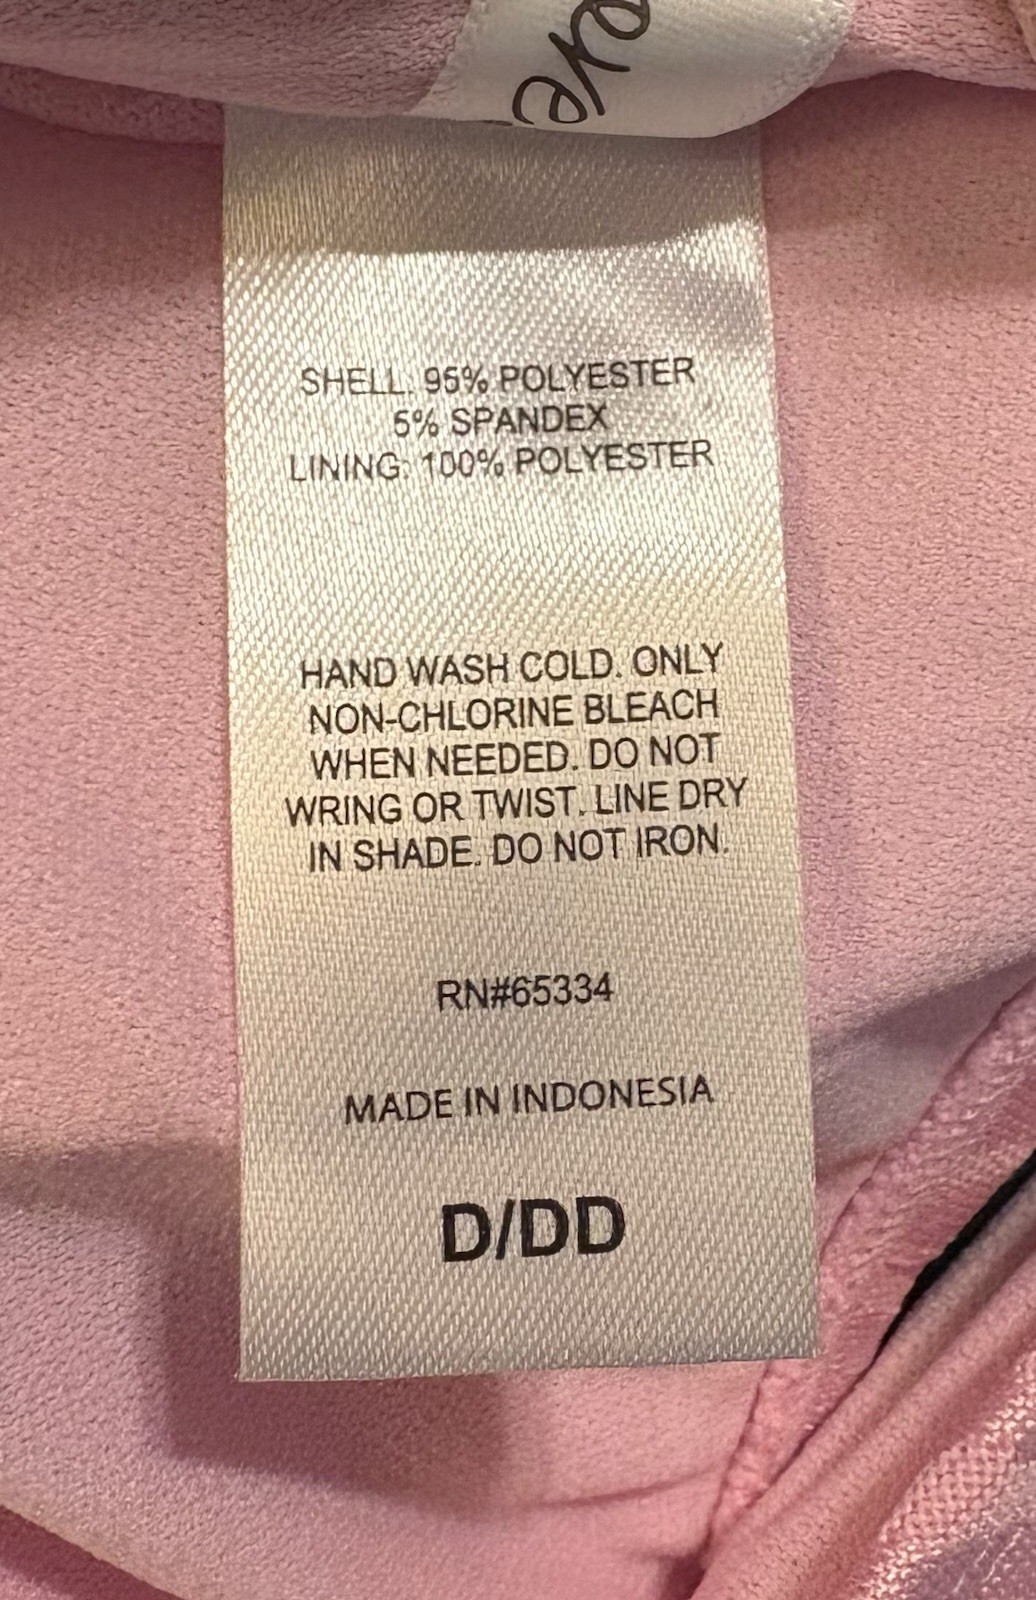 SHELL: 95% POLYESTER
5% SPANDEX
LINING: 100% POLYESTER
HAND WASH COLD. ONLY
NON-CHLORINE BLEACH
WHEN NEEDED. DO NOT
WRING OR TWIST. LINE DRY
IN SHADE. DO NOT IRON.
RN#65334
MADE IN INDONESIA
D/DD